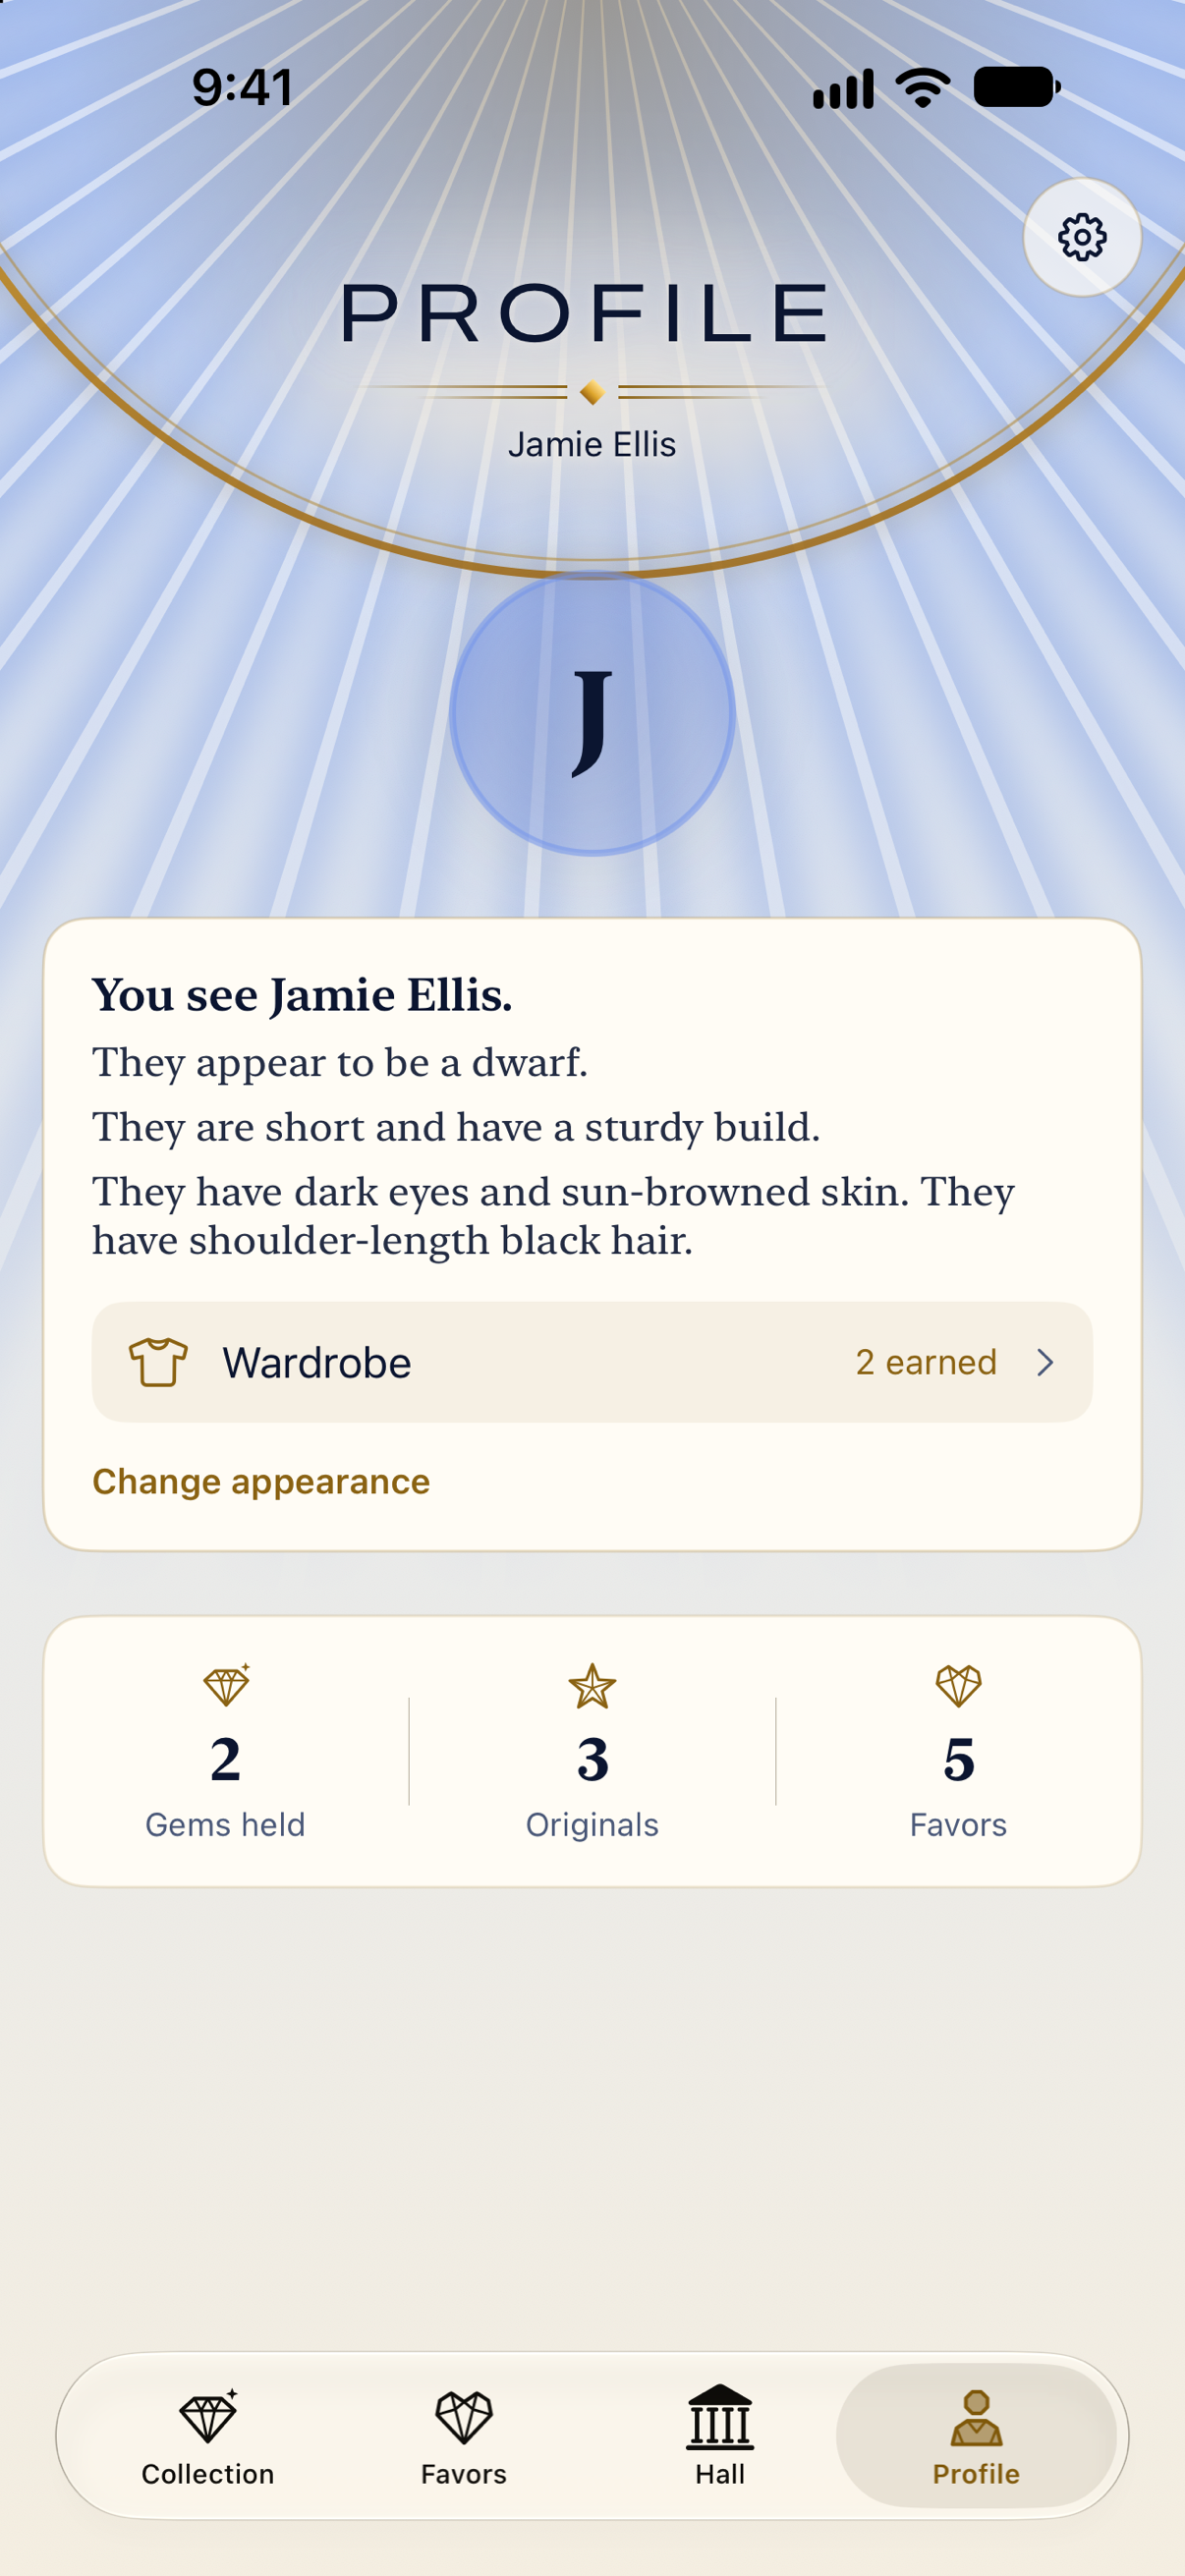 9:41
PROFILE
Jamie Ellis
J
You see Jamie Ellis.
They appear to be a dwarf.
They are short and have a sturdy build.
They have dark eyes and sun-browned skin. They
have shoulder-length black hair.
Wardrobe
2 earned
Change appearance
2
3
5
Gems held
Originals
Favors
Collection
Favors
Hall
Profile